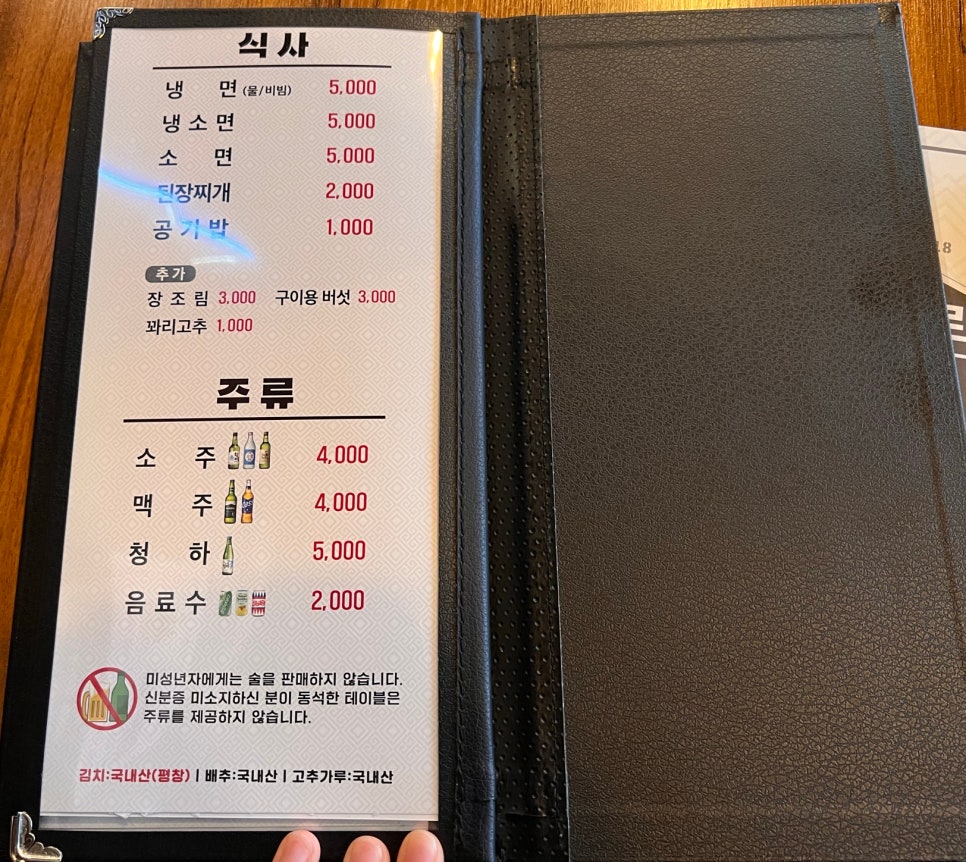 식사
냉 면 (물/비빔) 5,000
냉소면 5,000
소 면 5,000
된장찌개 2,000
공기밥 1,000
추가
장조림 3,000 구이용 버섯 3,000
꽈리고추 1,000
주류
소 주 4,000
맥 주 4,000
청 하 5,000
음료수 2,000
미성년자에게는 술을 판매하지 않습니다.
신분증 미소지하신 분이 동석한 테이블은
주류를 제공하지 않습니다.
김치:국내산(평창) | 배추:국내산 | 고추가루:국내산